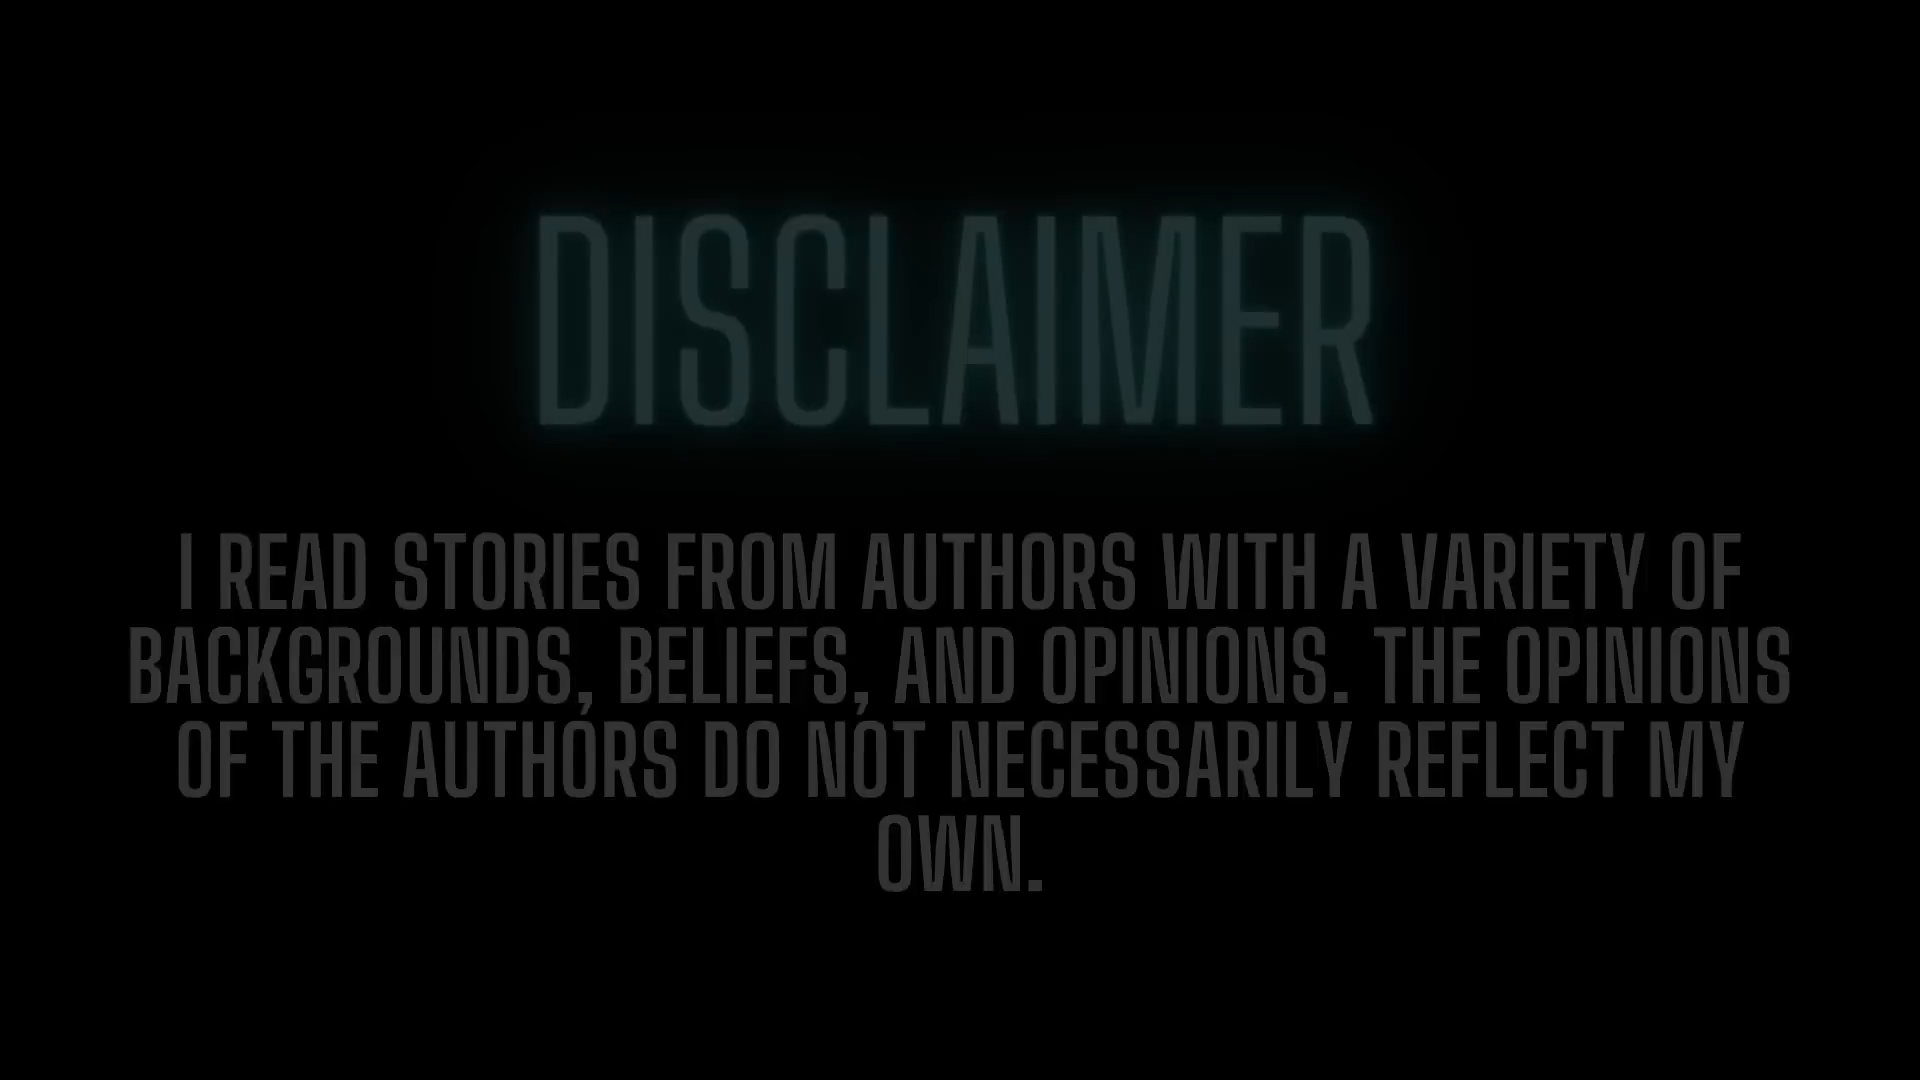 DISCLAIMER
I READ STORIES FROM AUTHORS WITH A VARIETY OF
BACKGROUNDS, BELIEFS, AND OPINIONS. THE OPINIONS
OF THE AUTHORS DO NOT NECESSARILY REFLECT MY
OWN.